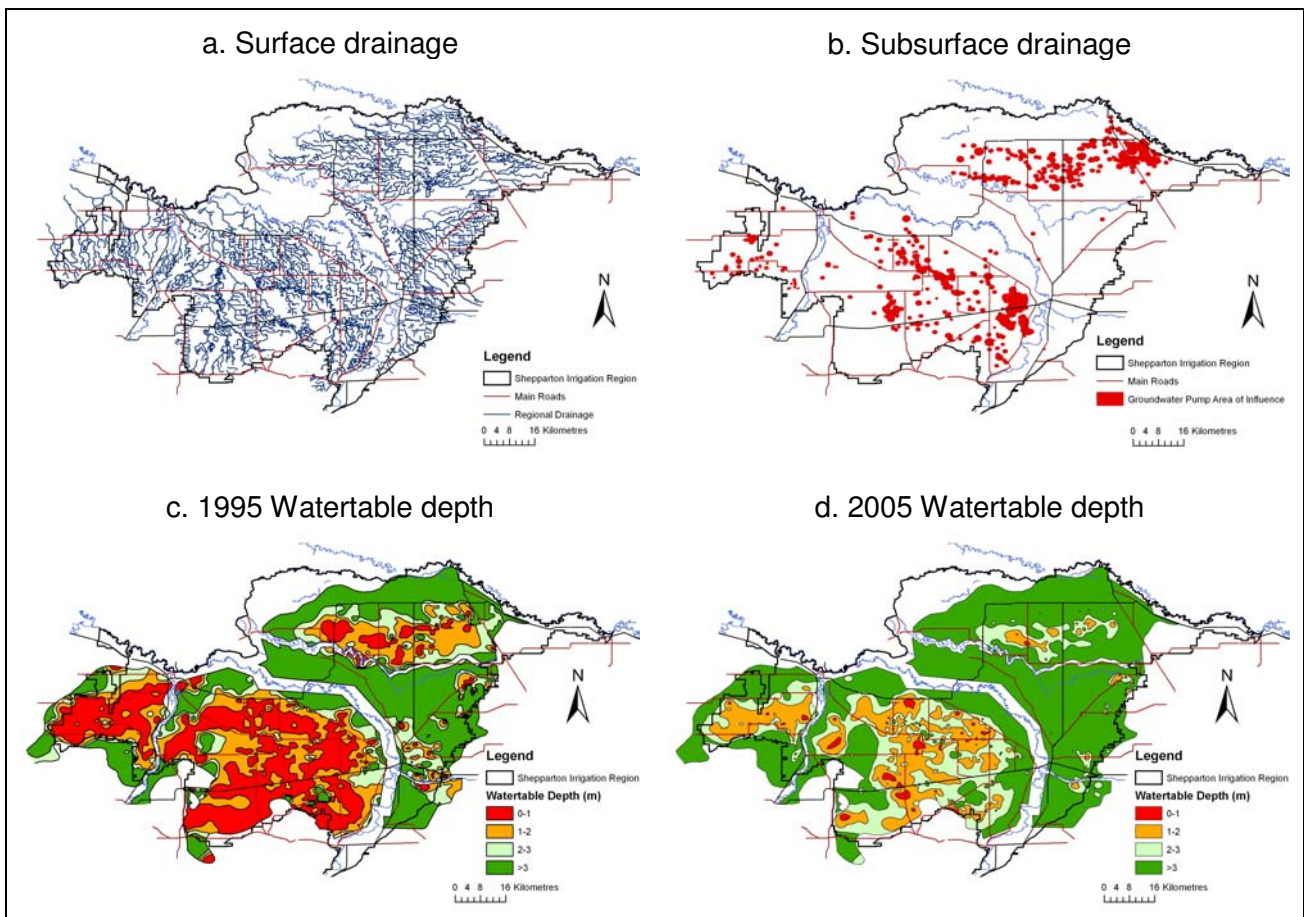 a. Surface drainage
N
Legend
Shepparton Irrigation Region
Main Roads
Regional Drainage
0 4 8 16 Kilometres
b. Subsurface drainage
N
Legend
Shepparton Irrigation Region
Main Roads
Groundwater Pump Area of Influence
0 4 8 16 Kilometres
c. 1995 Watertable depth
N
Legend
Shepparton Irrigation Region
Watertable Depth (m)
0-1
1-2
2-3
>3
0 4 8 16 Kilometres
d. 2005 Watertable depth
N
Legend
Shepparton Irrigation Region
Watertable Depth (m)
0-1
1-2
2-3
>3
0 4 8 16 Kilometres